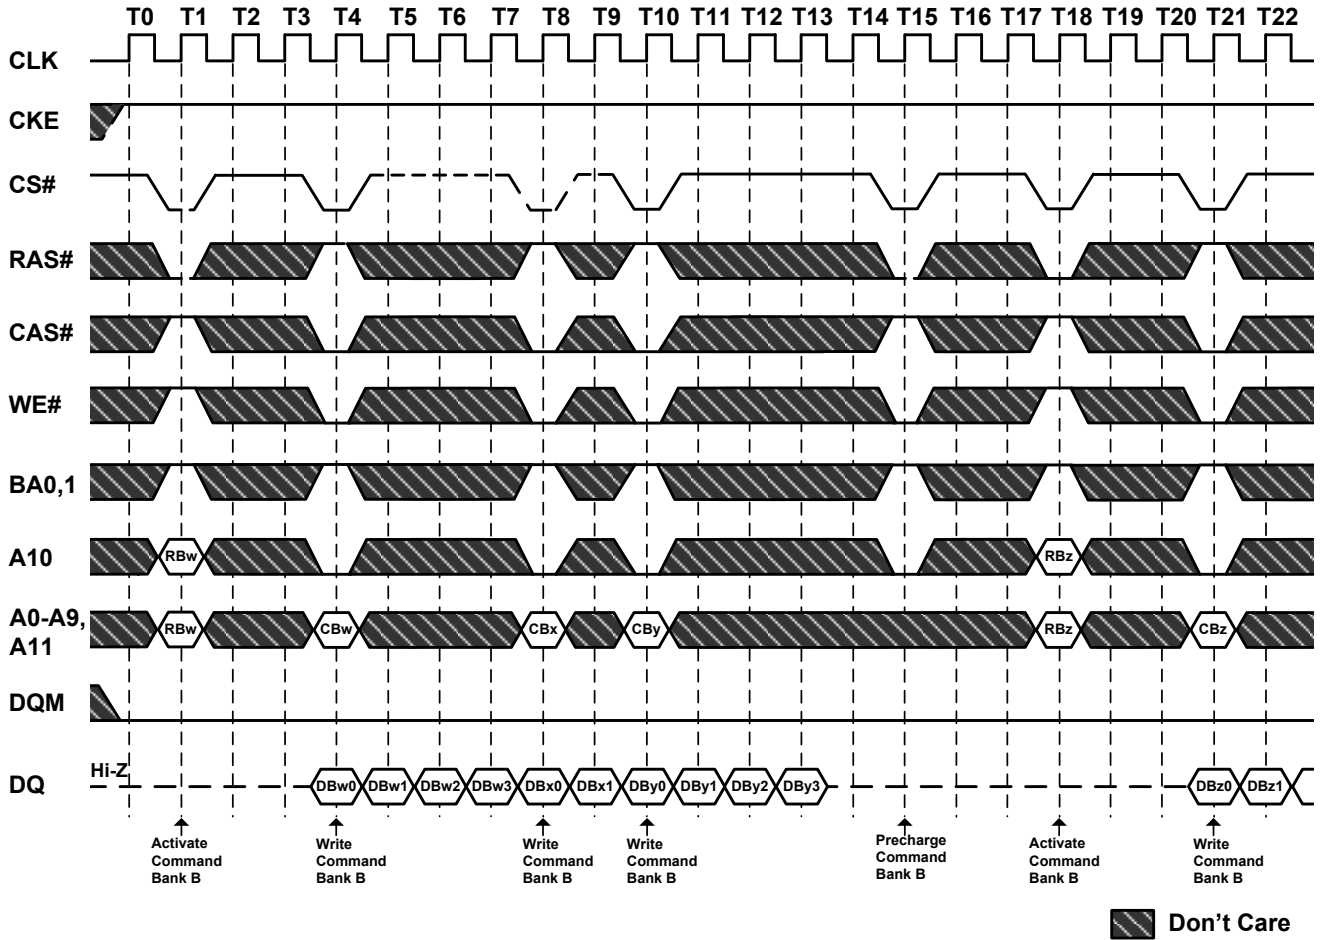 T0 T1 T2 T3 T4 T5 T6 T7 T8 T9 T10 T11 T12 T13 T14 T15 T16 T17 T18 T19 T20 T21 T22
CLK
CKE
CS#
RAS#
CAS#
WE#
BA0,1
A10 RBw RBz
A0-A9,
A11 RBw CBw CBx CBy RBz CBz
DQM
Hi-Z
DQ DBw0 DBw1 DBw2 DBw3 DBx0 DBx1 DBy0 DBy1 DBy2 DBy3 DBz0 DBz1
Activate
Command
Bank B
Write
Command
Bank B
Write
Command
Bank B
Write
Command
Bank B
Precharge
Command
Bank B
Activate
Command
Bank B
Write
Command
Bank B
Don't Care